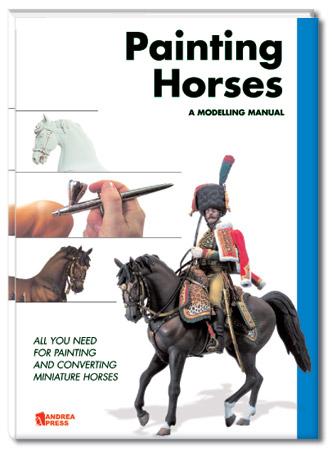 Painting
Horses
A MODELLING MANUAL
ALL YOU NEED
FOR PAINTING
AND CONVERTING
MINIATURE HORSES
ANDREA
PRESS